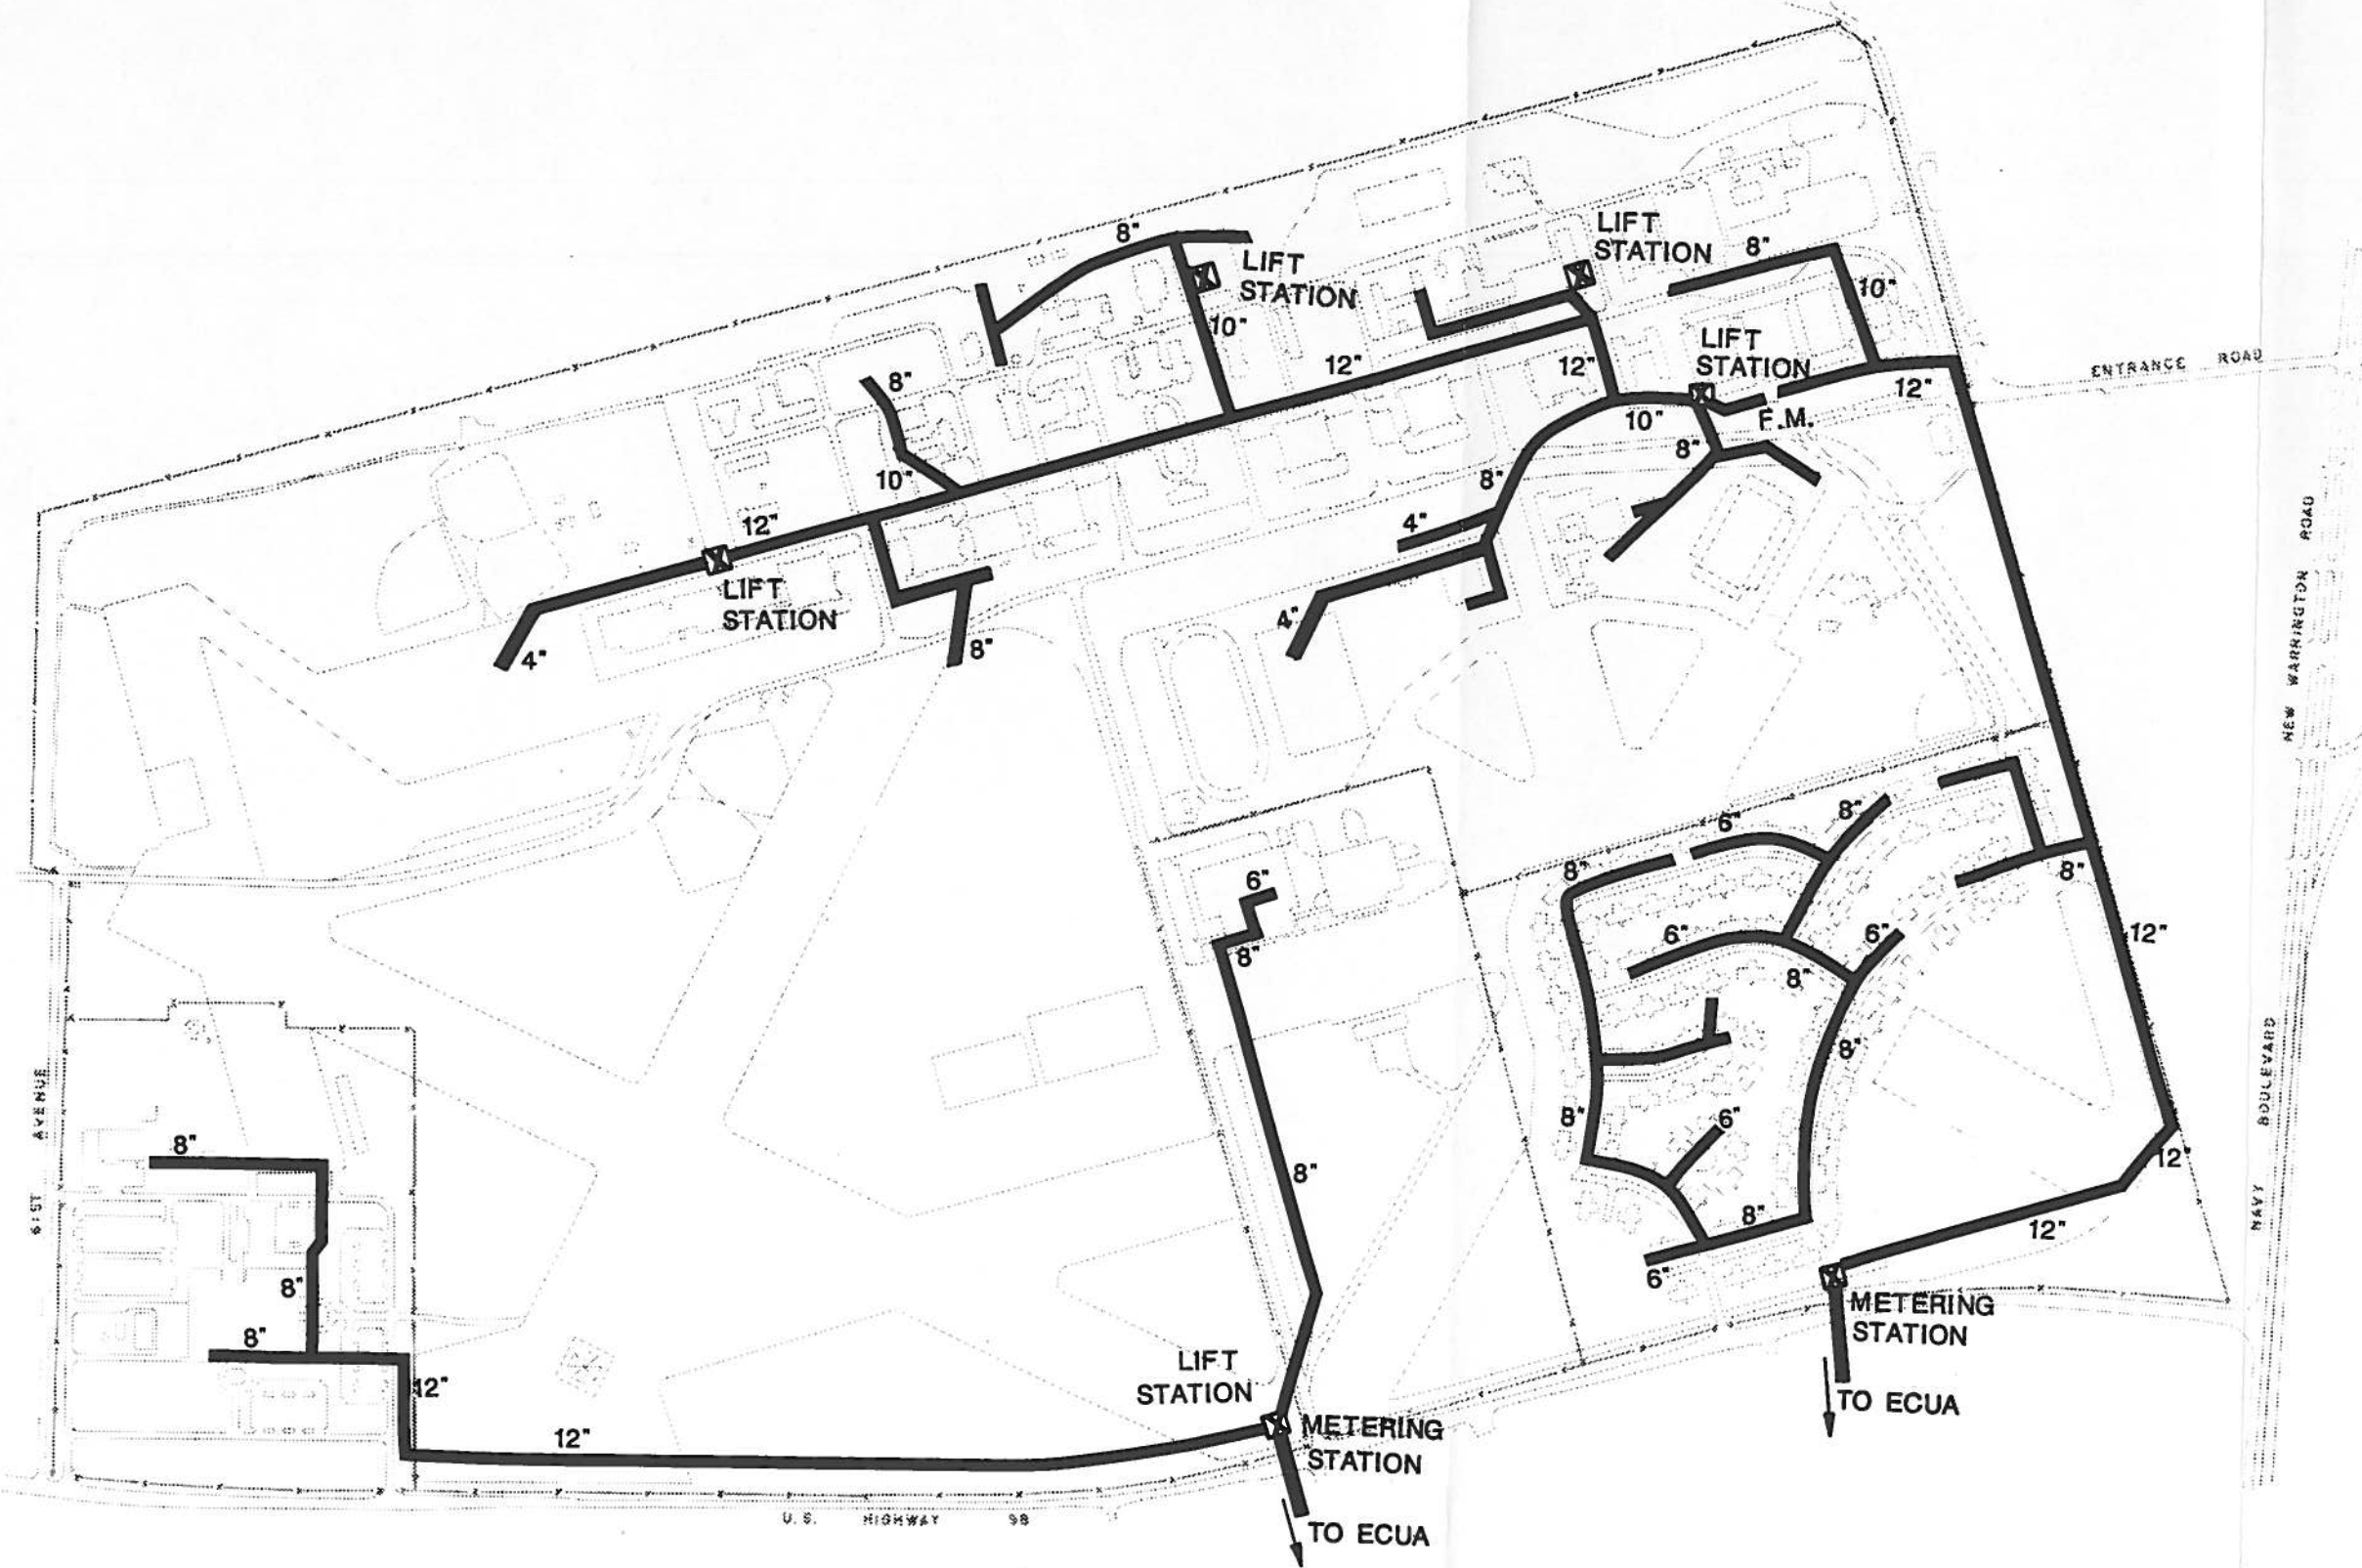 8"
LIFT
STATION
LIFT
STATION
8"
10"
10"
LIFT
STATION
12"
12"
12"
ENTRANCE ROAD
8"
10"
F.M.
8"
10"
8"
4"
12"
LIFT
STATION
4"
8"
4"
NEW WARRINGTON ROAD
6"
8"
8"
8"
6"
8"
6"
6"
12"
8"
8"
8"
6"
12"
8"
8"
6"
12"
METERING
STATION
TO ECUA
NAVY BOULEVARD
61ST AVENUE
8"
8"
8"
12"
12"
8"
LIFT
STATION
METERING
STATION
TO ECUA
U.S. HIGHWAY 98